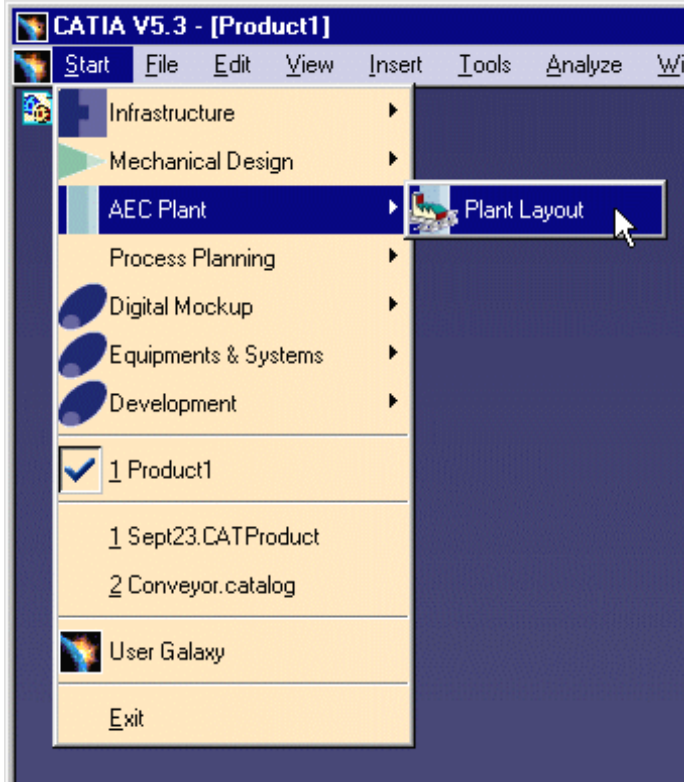 CATIA V5.3 - [Product1]
Start File Edit View Insert Tools Analyze
Infrastructure
Mechanical Design
AEC Plant
Plant Layout
Process Planning
Digital Mockup
Equipments & Systems
Development
1 Product1
1 Sept23.CATProduct
2 Conveyor.catalog
User Galaxy
Exit